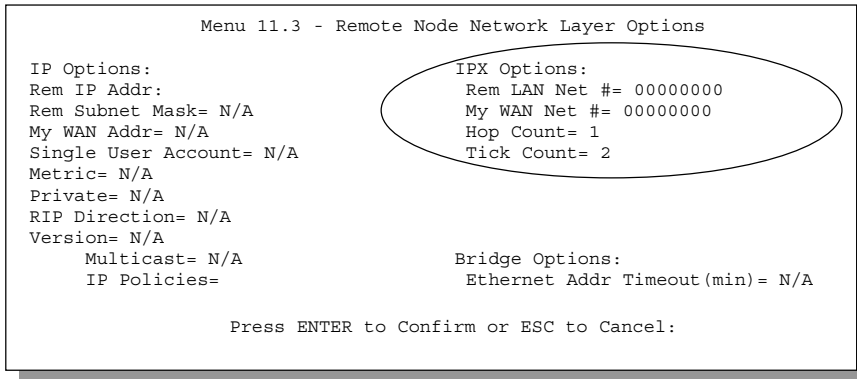 Menu 11.3 - Remote Node Network Layer Options
IP Options:
Rem IP Addr:
Rem Subnet Mask= N/A
My WAN Addr= N/A
Single User Account= N/A
Metric= N/A
Private= N/A
RIP Direction= N/A
Version= N/A
Multicast= N/A
IP Policies=
IPX Options:
Rem LAN Net #= 00000000
My WAN Net #= 00000000
Hop Count= 1
Tick Count= 2
Bridge Options:
Ethernet Addr Timeout(min)= N/A
Press ENTER to Confirm or ESC to Cancel: